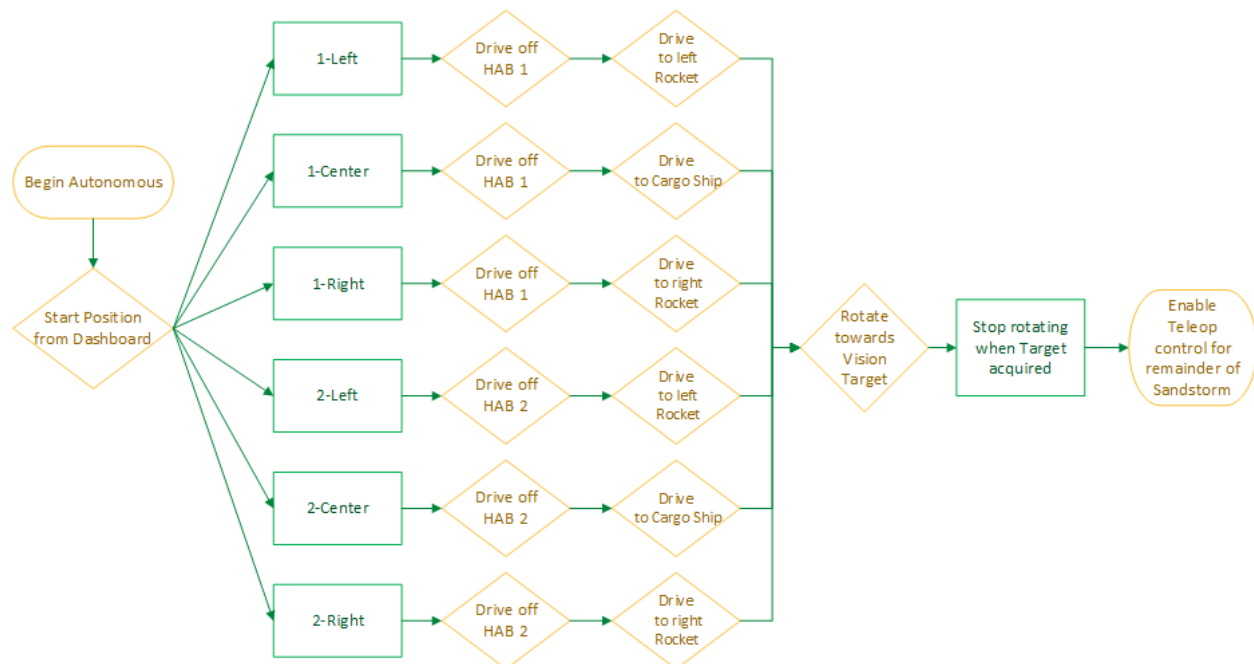 Begin Autonomous
Start Position
from Dashboard
1-Left
Drive off
HAB 1
Drive
to left
Rocket
1-Center
Drive off
HAB 1
Drive
to Cargo Ship
1-Right
Drive off
HAB 1
Drive
to right
Rocket
2-Left
Drive off
HAB 2
Drive
to left
Rocket
2-Center
Drive off
HAB 2
Drive
to Cargo Ship
2-Right
Drive off
HAB 2
Drive
to right
Rocket
Rotate
towards
Vision
Target
Stop rotating
when Target
acquired
Enable
Teleop
control for
remainder of
Sandstorm